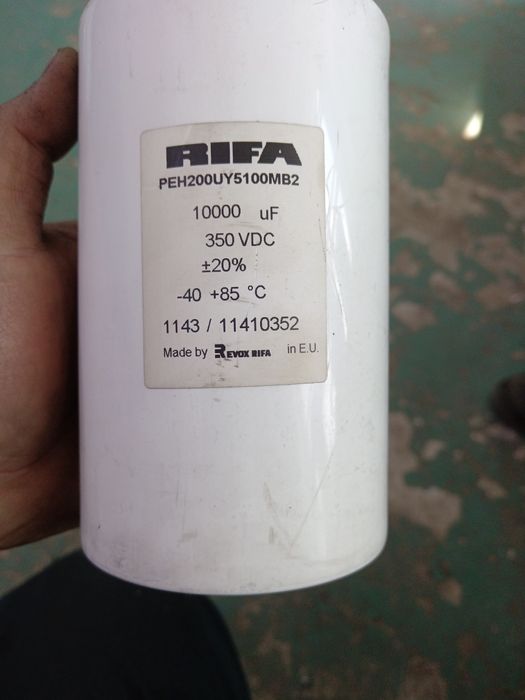 RIFA
PEH200UY5100MB2
10000 uF
350 VDC
±20%
-40 +85 °C
1143 / 11410352
Made by REVOX RIFA in E.U.